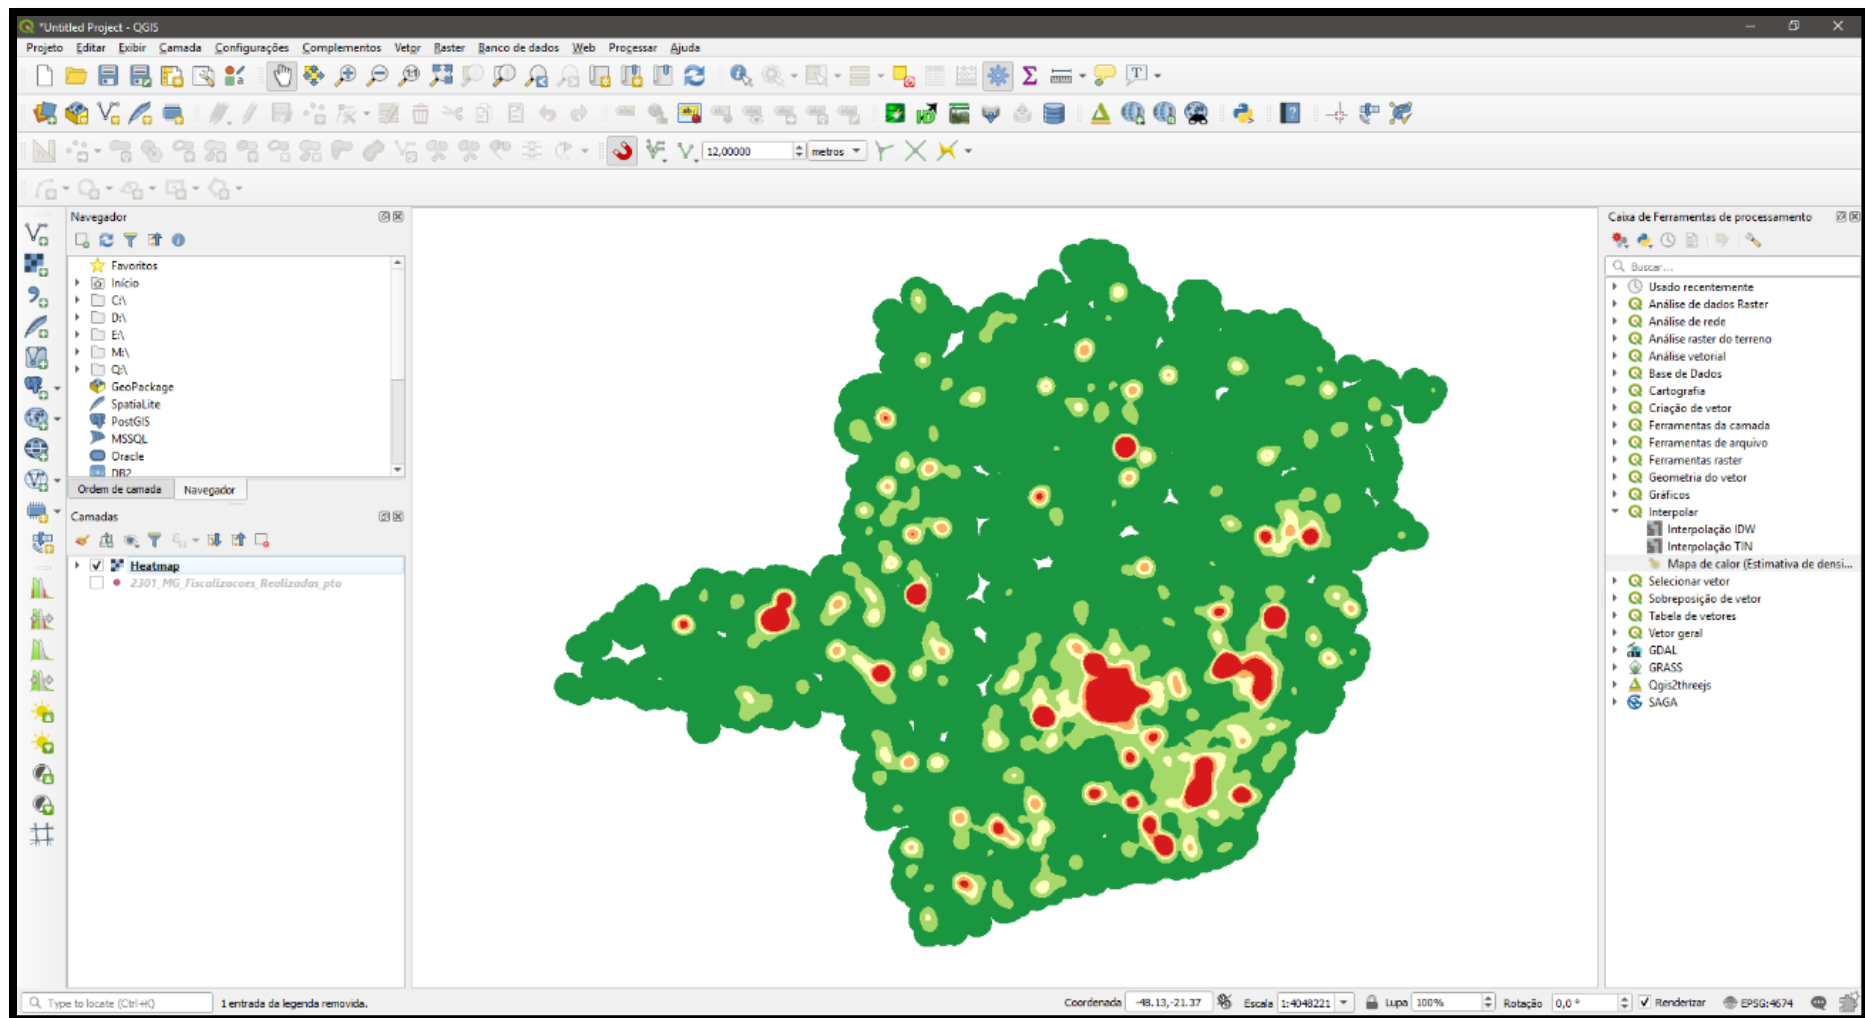 *Untitled Project - QGIS
Projeto Editar Exibir Camada Configurações Complementos Vetor Raster Banco de dados Web Processar Ajuda
12,00000 metros
Navegador
Favoritos
Início
C:\
D:\
E:\
M:\
Q:\
GeoPackage
SpatiaLite
PostGIS
MSSQL
Oracle
DB2
Ordem de camada Navegador
Camadas
Heatmap
2301_MG_Fiscalizacoes_Realizadas_pto
Caixa de Ferramentas de processamento
Buscar...
Usado recentemente
Análise de dados Raster
Análise de rede
Análise raster do terreno
Análise vetorial
Base de Dados
Cartografia
Criação de vetor
Ferramentas da camada
Ferramentas de arquivo
Ferramentas raster
Geometria do vetor
Gráficos
Interpolar
Interpolação IDW
Interpolação TIN
Mapa de calor (Estimativa de densi...
Selecionar vetor
Sobreposição de vetor
Tabela de vetores
Vetor geral
GDAL
GRASS
Qgis2threejs
SAGA
Type to locate (Ctrl+K) 1 entrada da legenda removida. Coordenada -48.13,-21.37 Escala 1:4048221 Lupa 100% Rotação 0,0 ° Renderizar EPSG:4674